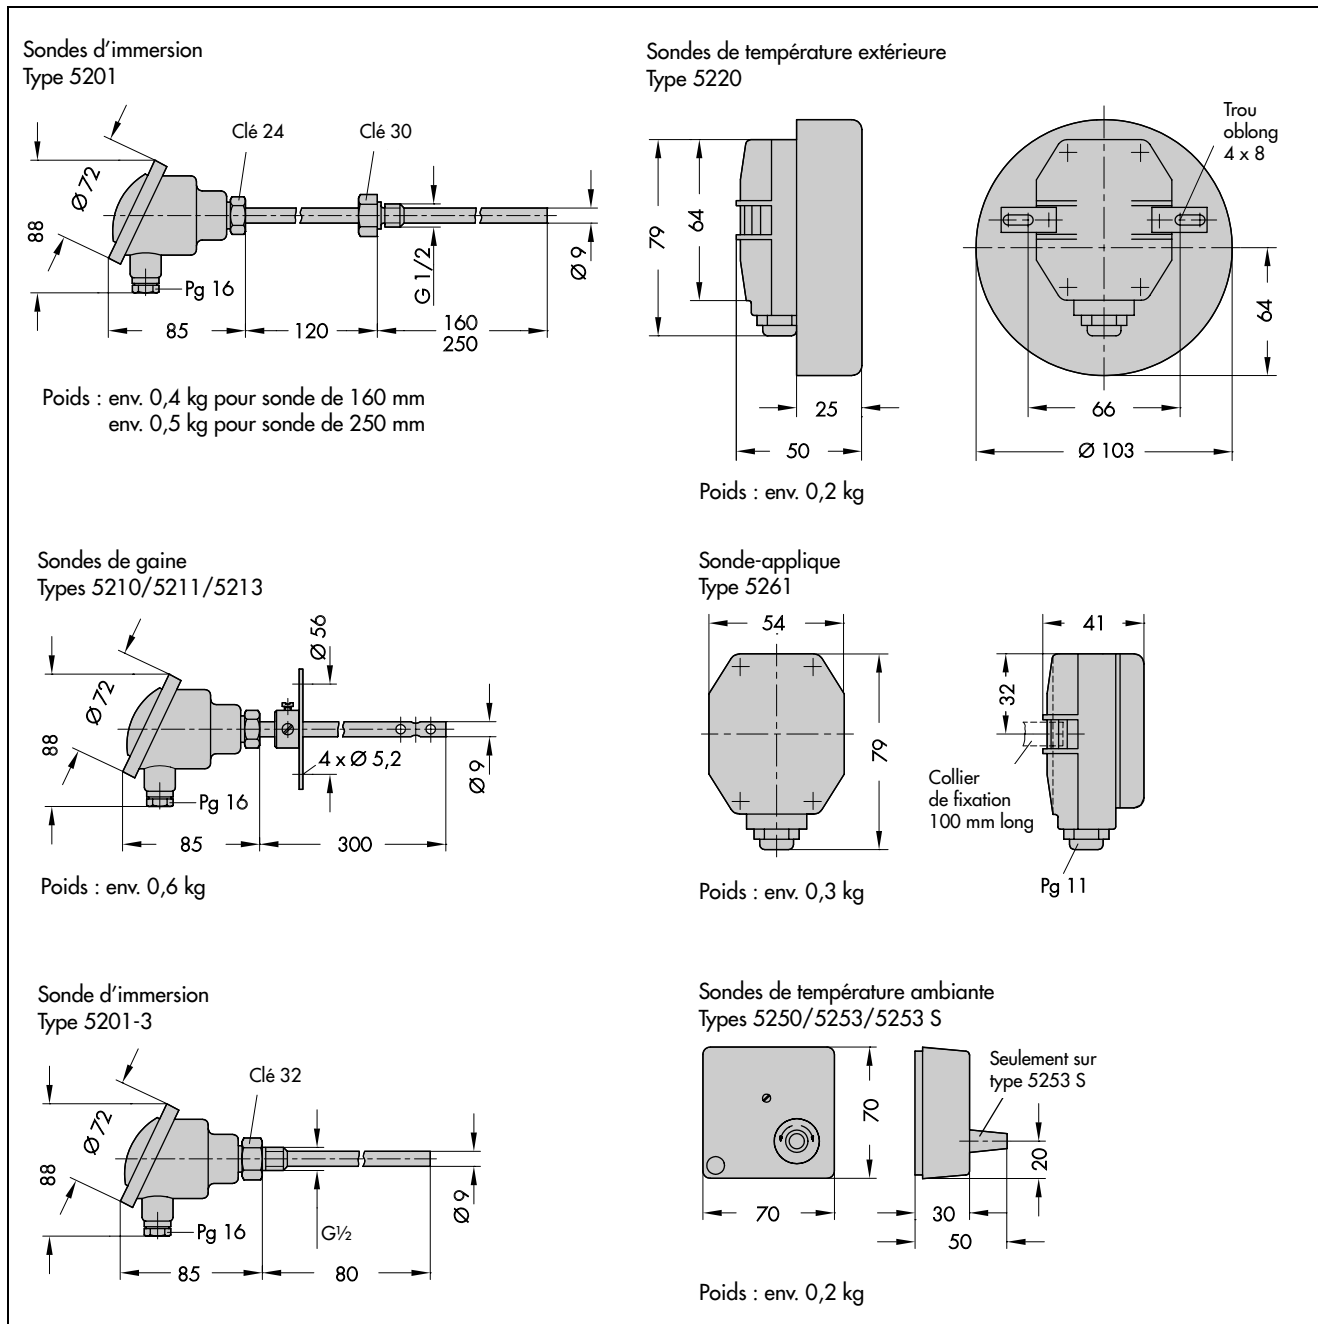 Sondes d’immersion
Type 5201
Clé 24
Clé 30
Ø 72
88
Pg 16
G 1/2
Ø 9
85
120
160
250
Poids : env. 0,4 kg pour sonde de 160 mm
env. 0,5 kg pour sonde de 250 mm
Sondes de température extérieure
Type 5220
Trou
oblong
4 x 8
79
64
64
25
50
66
Ø 103
Poids : env. 0,2 kg
Sondes de gaine
Types 5210/5211/5213
Ø 56
Ø 72
88
4 x Ø 5,2
Ø 9
Pg 16
85
300
Poids : env. 0,6 kg
Sonde-applique
Type 5261
54
41
32
79
Collier
de fixation
100 mm long
Pg 11
Poids : env. 0,3 kg
Sonde d’immersion
Type 5201-3
Clé 32
Ø 72
88
Ø 9
Pg 16
G½
85
80
Sondes de température ambiante
Types 5250/5253/5253 S
Seulement sur
type 5253 S
70
20
70
30
50
Poids : env. 0,2 kg